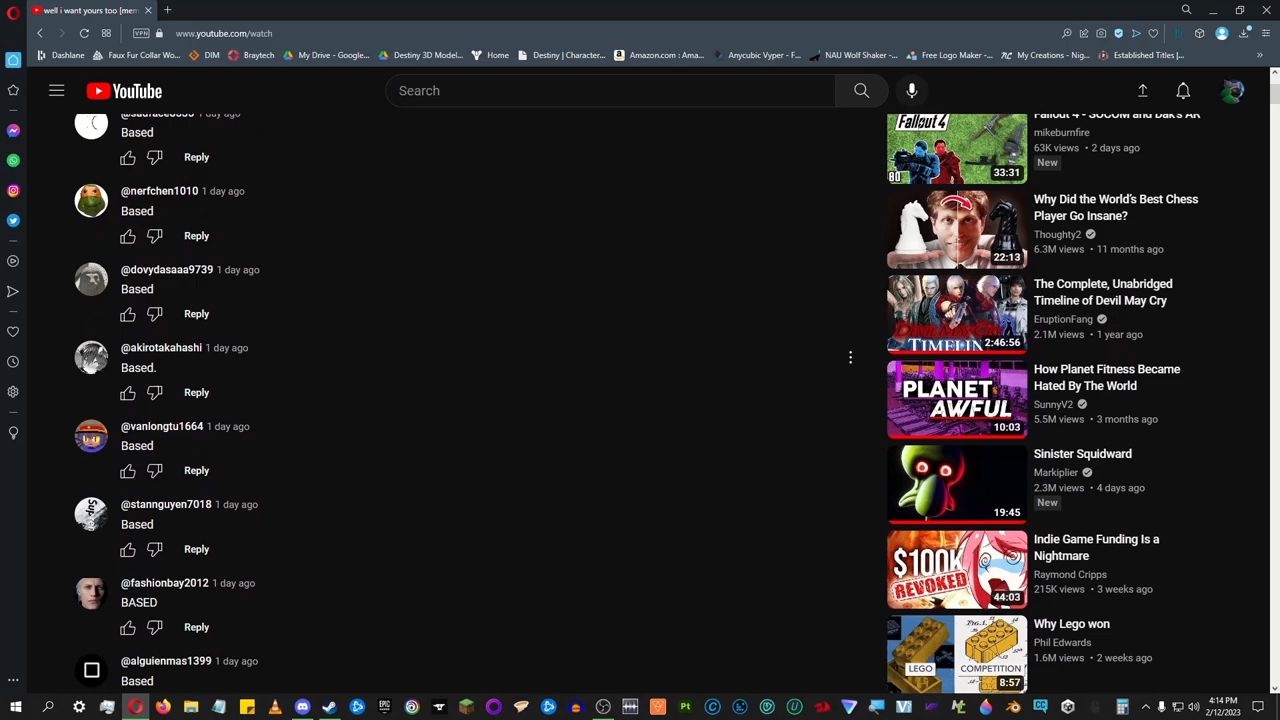 well i want yours too [mem
VPN
www.youtube.com/watch
Dashlane
Faux Fur Collar Wo...
DIM
Braytech
My Drive - Google...
Destiny 3D Model...
Home
Destiny | Character...
Amazon.com : Ama...
Anycubic Vyper - F...
NAU Wolf Shaker -...
Free Logo Maker -...
My Creations - Nig...
Established Titles |...
YouTube
Search
1 day ago
Based
Reply
@nerfchen1010 1 day ago
Based
Reply
@dovydasaaa9739 1 day ago
Based
Reply
@akirotakahashi 1 day ago
Based.
Reply
@vanlongtu1664 1 day ago
Based
Reply
@stannguyen7018 1 day ago
Based
Reply
@fashionbay2012 1 day ago
BASED
Reply
@alguienmas1399 1 day ago
Based
Fallout 4
80
33:31
Fallout 4 - SOCOM and Dak's AR
mikeburnfire
63K views • 2 days ago
New
22:13
Why Did the World's Best Chess
Player Go Insane?
Thoughty2
6.3M views • 11 months ago
TIMELIN
2:46:56
The Complete, Unabridged
Timeline of Devil May Cry
EruptionFang
2.1M views • 1 year ago
PLANET
AWFUL
10:03
How Planet Fitness Became
Hated By The World
SunnyV2
5.5M views • 3 months ago
19:45
Sinister Squidward
Markiplier
2.3M views • 4 days ago
New
$100K
REVOKED
44:03
Indie Game Funding Is a
Nightmare
Raymond Cripps
215K views • 3 weeks ago
LEGO
COMPETITION
8:57
Why Lego won
Phil Edwards
1.6M views • 2 weeks ago
4:14 PM
2/12/2023